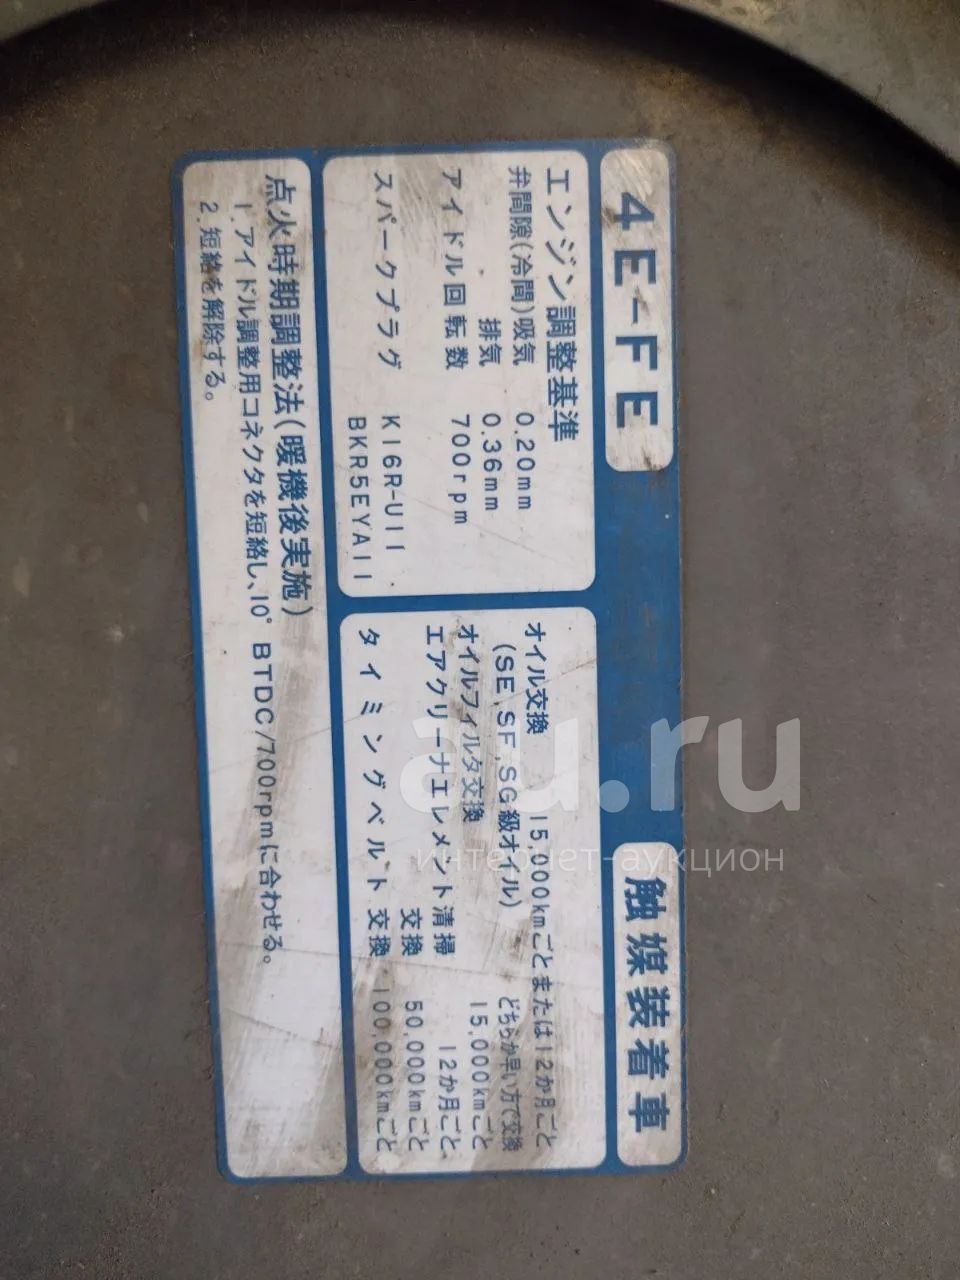 4E-FE
触媒装着車
エンジン調整基準
弁間隙(冷間)吸気 0.20mm
排気 0.36mm
アイドル回転数 700rpm
スパークプラグ K16R-U11
BKR5EYA11
オイル交換 15,000kmごとまたは12か月ごと
(SE,SF,SG級オイル) どちらか早い方で交換
オイルフィルタ交換 15,000kmごと
エアクリーナエレメント清掃 12か月ごと
交換 50,000kmごと
タイミングベルト交換 100,000kmごと
点火時期調整法(暖機後実施)
1.アイドル調整用コネクタを短絡し、10°BTDC/700rpmに合わせる。
2.短絡を解除する。
au.ru
интернет-аукцион